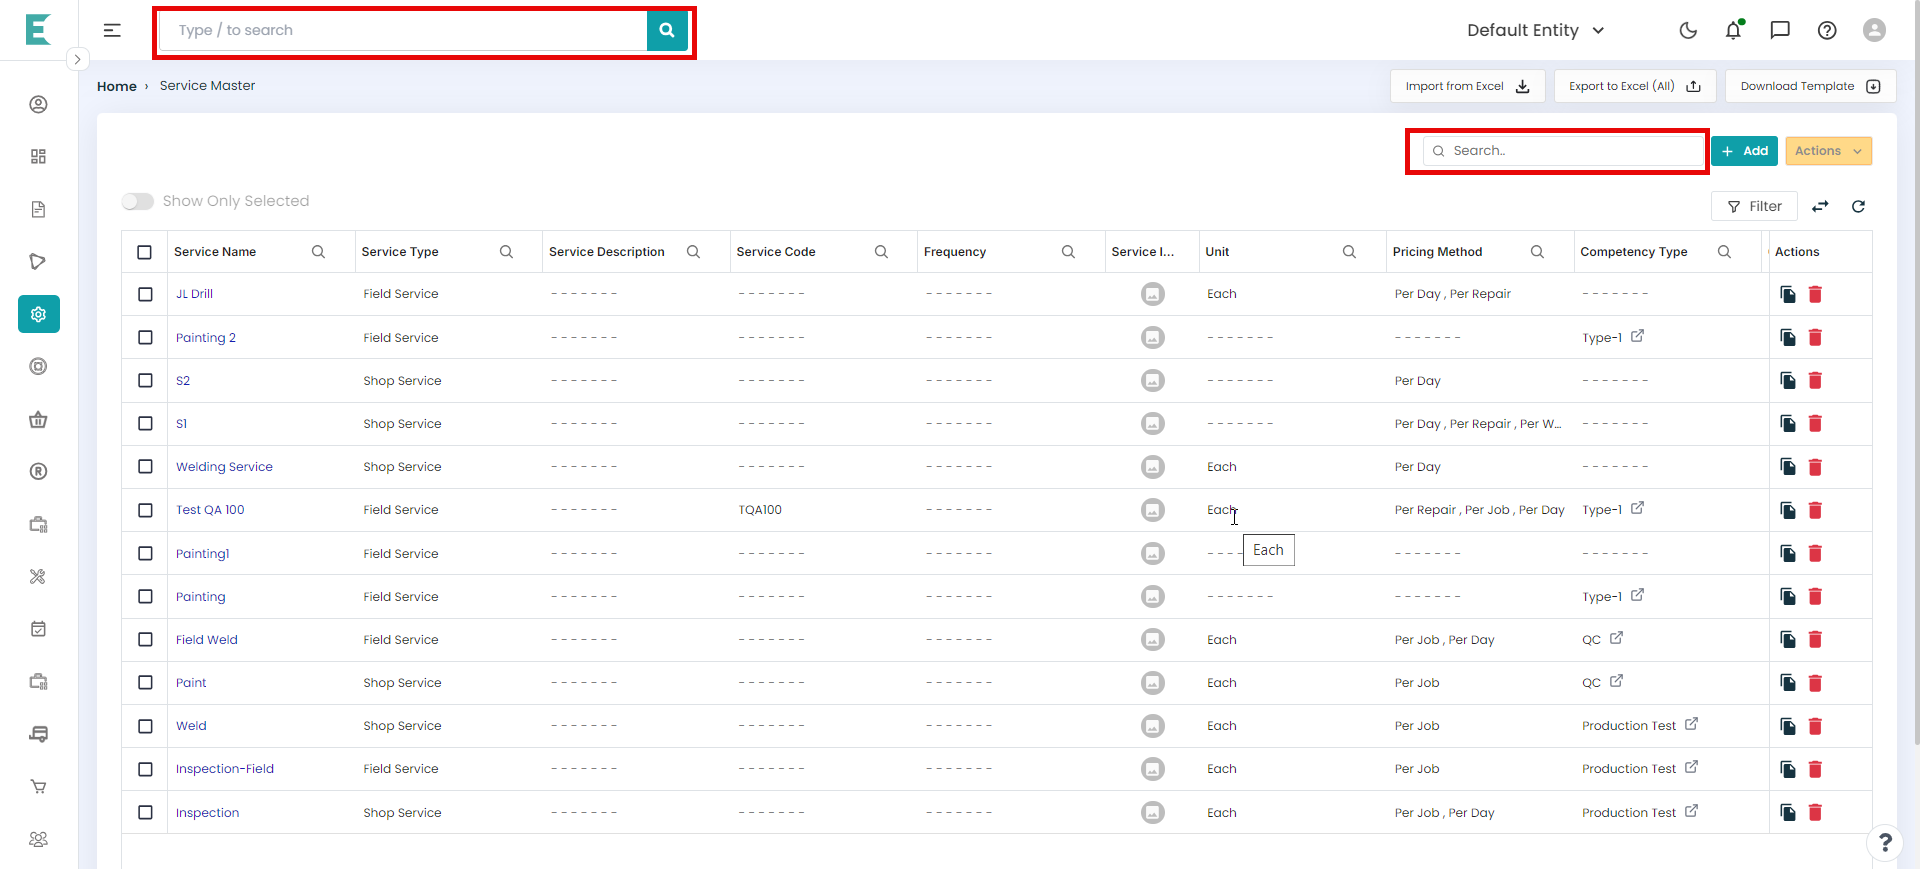 Type / to search
Default Entity
Home › Service Master
Import from Excel
Export to Excel (All)
Download Template
Search..
+ Add
Actions
Show Only Selected
Filter
Service Name Service Type Service Description Service Code Frequency Service I... Unit Pricing Method Competency Type Actions
JL Drill Field Service ------- ------- ------- Each Per Day , Per Repair -------
Painting 2 Field Service ------- ------- ------- ------- ------- Type-1
S2 Shop Service ------- ------- ------- ------- Per Day -------
S1 Shop Service ------- ------- ------- ------- Per Day , Per Repair , Per W... -------
Welding Service Shop Service ------- ------- ------- Each Per Day -------
Test QA 100 Field Service ------- TQA100 ------- Each Per Repair , Per Job , Per Day Type-1
Painting1 Field Service ------- ------- ------- ---- ------- -------
Each
Painting Field Service ------- ------- ------- ------- ------- Type-1
Field Weld Field Service ------- ------- ------- Each Per Job , Per Day QC
Paint Shop Service ------- ------- ------- Each Per Job QC
Weld Shop Service ------- ------- ------- Each Per Job Production Test
Inspection-Field Field Service ------- ------- ------- Each Per Job Production Test
Inspection Shop Service ------- ------- ------- Each Per Job , Per Day Production Test
?